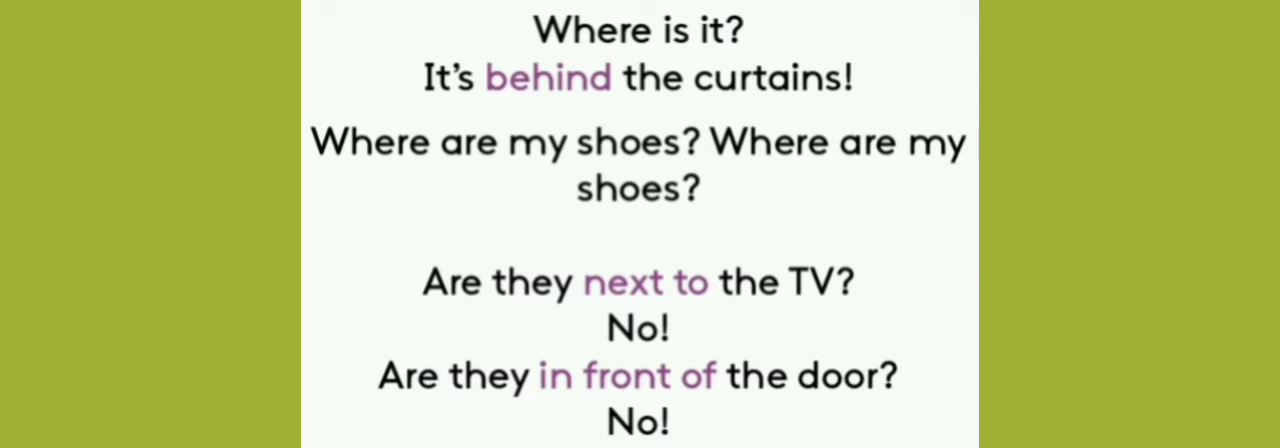 Where is it?
It’s behind the curtains!
Where are my shoes? Where are my
shoes?
Are they next to the TV?
No!
Are they in front of the door?
No!